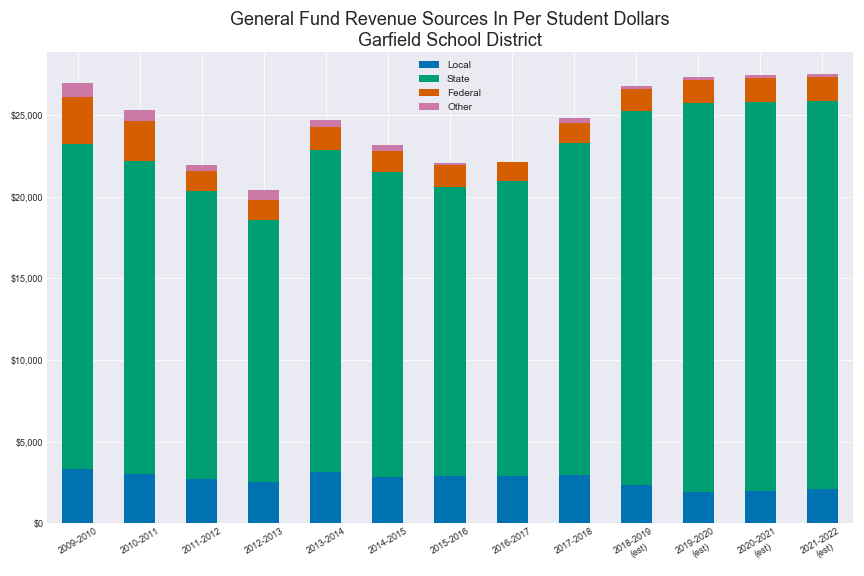 General Fund Revenue Sources In Per Student Dollars
Garfield School District
Local
State
Federal
Other
$25,000
$20,000
$15,000
$10,000
$5,000
$0
2009-2010
2010-2011
2011-2012
2012-2013
2013-2014
2014-2015
2015-2016
2016-2017
2017-2018
2018-2019
(est)
2019-2020
(est)
2020-2021
(est)
2021-2022
(est)